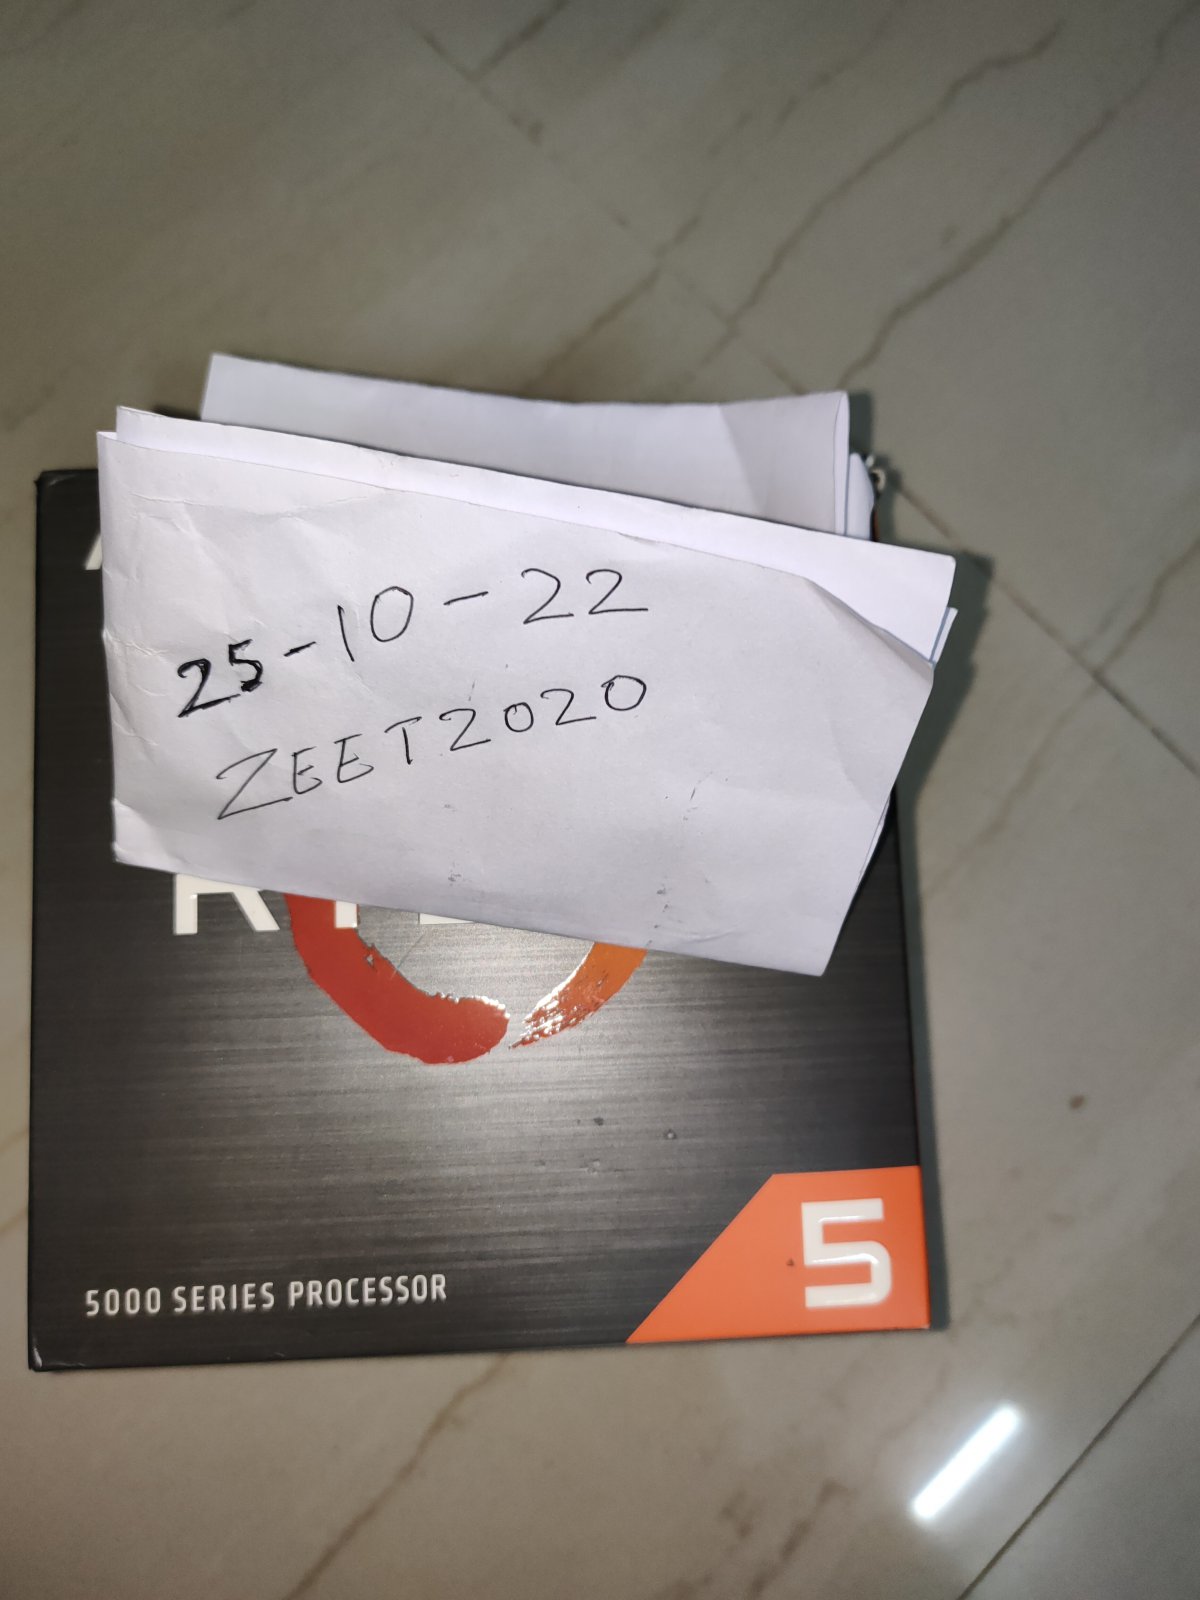 25-10-22
ZEET2020
5000 SERIES PROCESSOR
5